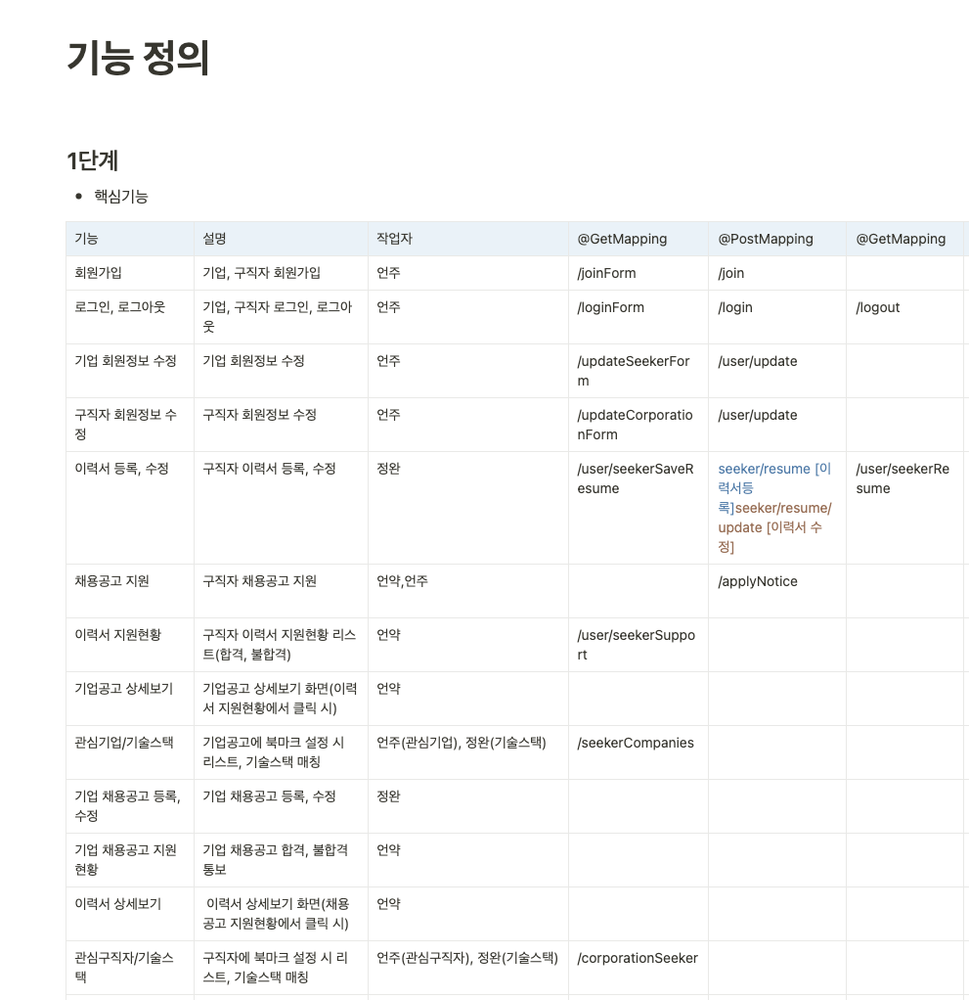 기능 정의
1단계
핵심기능
기능 설명 작업자 @GetMapping @PostMapping @GetMapping
회원가입 기업, 구직자 회원가입 언주 /joinForm /join
로그인, 로그아웃 기업, 구직자 로그인, 로그아 언주 /loginForm /login /logout
웃
기업 회원정보 수정 기업 회원정보 수정 언주 /updateSeekerFor /user/update
m
구직자 회원정보 수 구직자 회원정보 수정 언주 /updateCorporatio /user/update
정 nForm
이력서 등록, 수정 구직자 이력서 등록, 수정 정완 /user/seekerSaveR seeker/resume [이 /user/seekerRe
esume 력서등 sume
록]seeker/resume/
update [이력서 수
정]
채용공고 지원 구직자 채용공고 지원 언약,언주 /applyNotice
이력서 지원현황 구직자 이력서 지원현황 리스 언약 /user/seekerSuppo
트(합격, 불합격) rt
기업공고 상세보기 기업공고 상세보기 화면(이력 언약
서 지원현황에서 클릭 시)
관심기업/기술스택 기업공고에 북마크 설정 시 언주(관심기업), 정완(기술스택) /seekerCompanies
리스트, 기술스택 매칭
기업 채용공고 등록, 기업 채용공고 등록, 수정 정완
수정
기업 채용공고 지원 기업 채용공고 합격, 불합격 언약
현황 통보
이력서 상세보기 이력서 상세보기 화면(채용 언약
공고 지원현황에서 클릭 시)
관심구직자/기술스 구직자에 북마크 설정 시 리 언주(관심구직자), 정완(기술스택) /corporationSeeker
택 스트, 기술스택 매칭